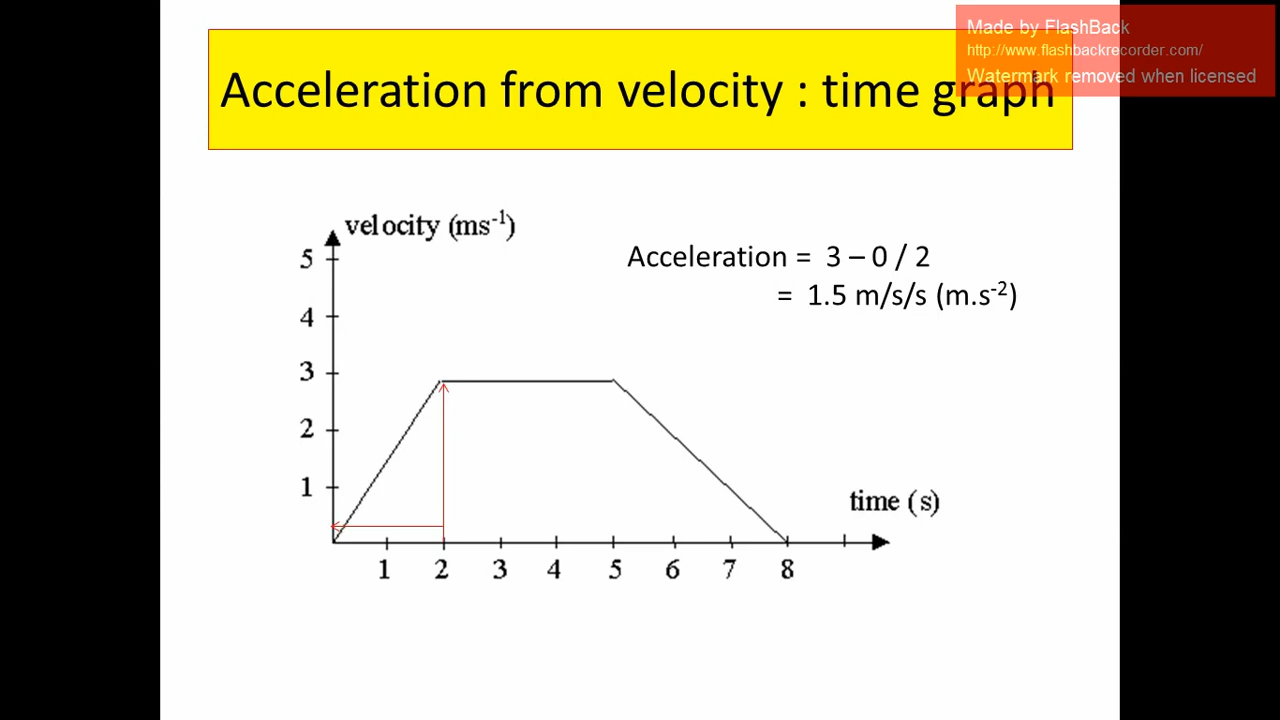 Made by FlashBack
http://www.flashbackrecorder.com/
Watermark removed when licensed
Acceleration from velocity : time graph
velocity (ms⁻¹)
Acceleration = 3 – 0 / 2
= 1.5 m/s/s (m.s⁻²)
5
4
3
2
1
time (s)
1 2 3 4 5 6 7 8